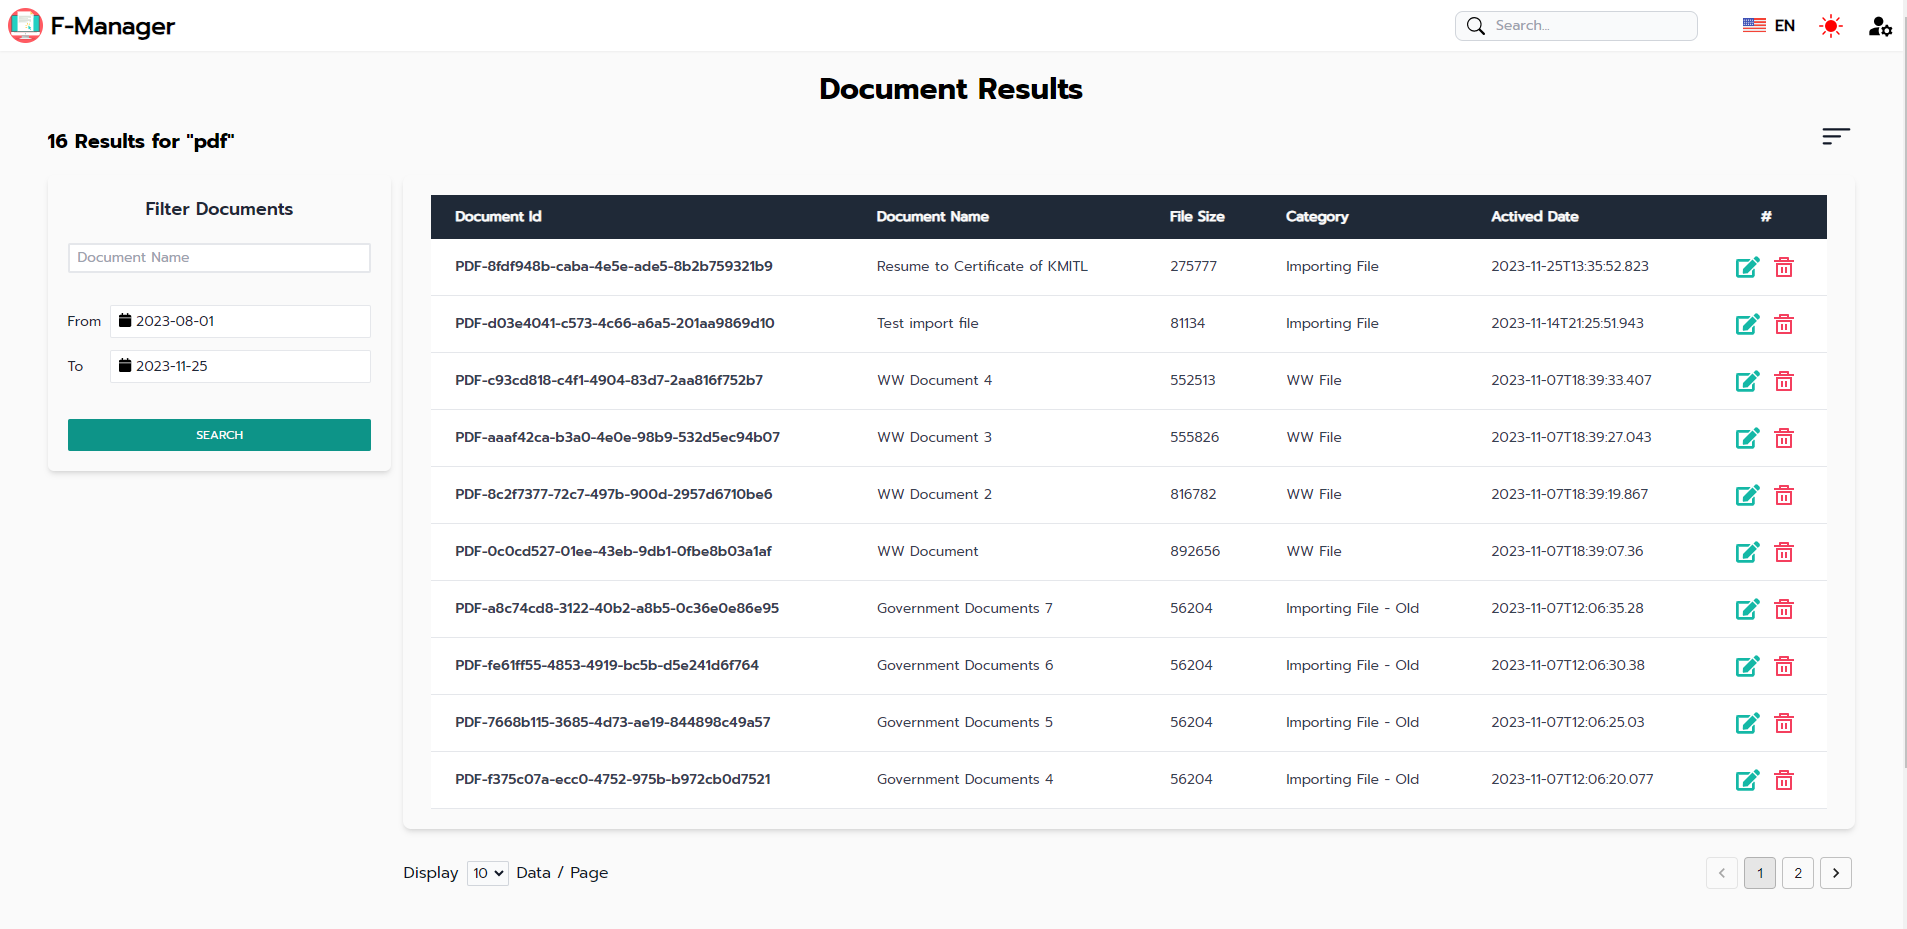 F-Manager
Search...
EN
Document Results
16 Results for "pdf"
Filter Documents
Document Name
From 2023-08-01
To 2023-11-25
SEARCH
Document Id Document Name File Size Category Actived Date #
PDF-8fdf948b-caba-4e5e-ade5-8b2b759321b9 Resume to Certificate of KMITL 275777 Importing File 2023-11-25T13:35:52.823
PDF-d03e4041-c573-4c66-a6a5-201aa9869d10 Test import file 81134 Importing File 2023-11-14T21:25:51.943
PDF-c93cd818-c4f1-4904-83d7-2aa816f752b7 WW Document 4 552513 WW File 2023-11-07T18:39:33.407
PDF-aaaf42ca-b3a0-4e0e-98b9-532d5ec94b07 WW Document 3 555826 WW File 2023-11-07T18:39:27.043
PDF-8c2f7377-72c7-497b-900d-2957d6710be6 WW Document 2 816782 WW File 2023-11-07T18:39:19.867
PDF-0c0cd527-01ee-43eb-9db1-0fbe8b03a1af WW Document 892656 WW File 2023-11-07T18:39:07.36
PDF-a8c74cd8-3122-40b2-a8b5-0c36e0e86e95 Government Documents 7 56204 Importing File - Old 2023-11-07T12:06:35.28
PDF-fe61ff55-4853-4919-bc5b-d5e241d6f764 Government Documents 6 56204 Importing File - Old 2023-11-07T12:06:30.38
PDF-7668b115-3685-4d73-ae19-844898c49a57 Government Documents 5 56204 Importing File - Old 2023-11-07T12:06:25.03
PDF-f375c07a-ecc0-4752-975b-b972cb0d7521 Government Documents 4 56204 Importing File - Old 2023-11-07T12:06:20.077
Display 10 Data / Page
1 2